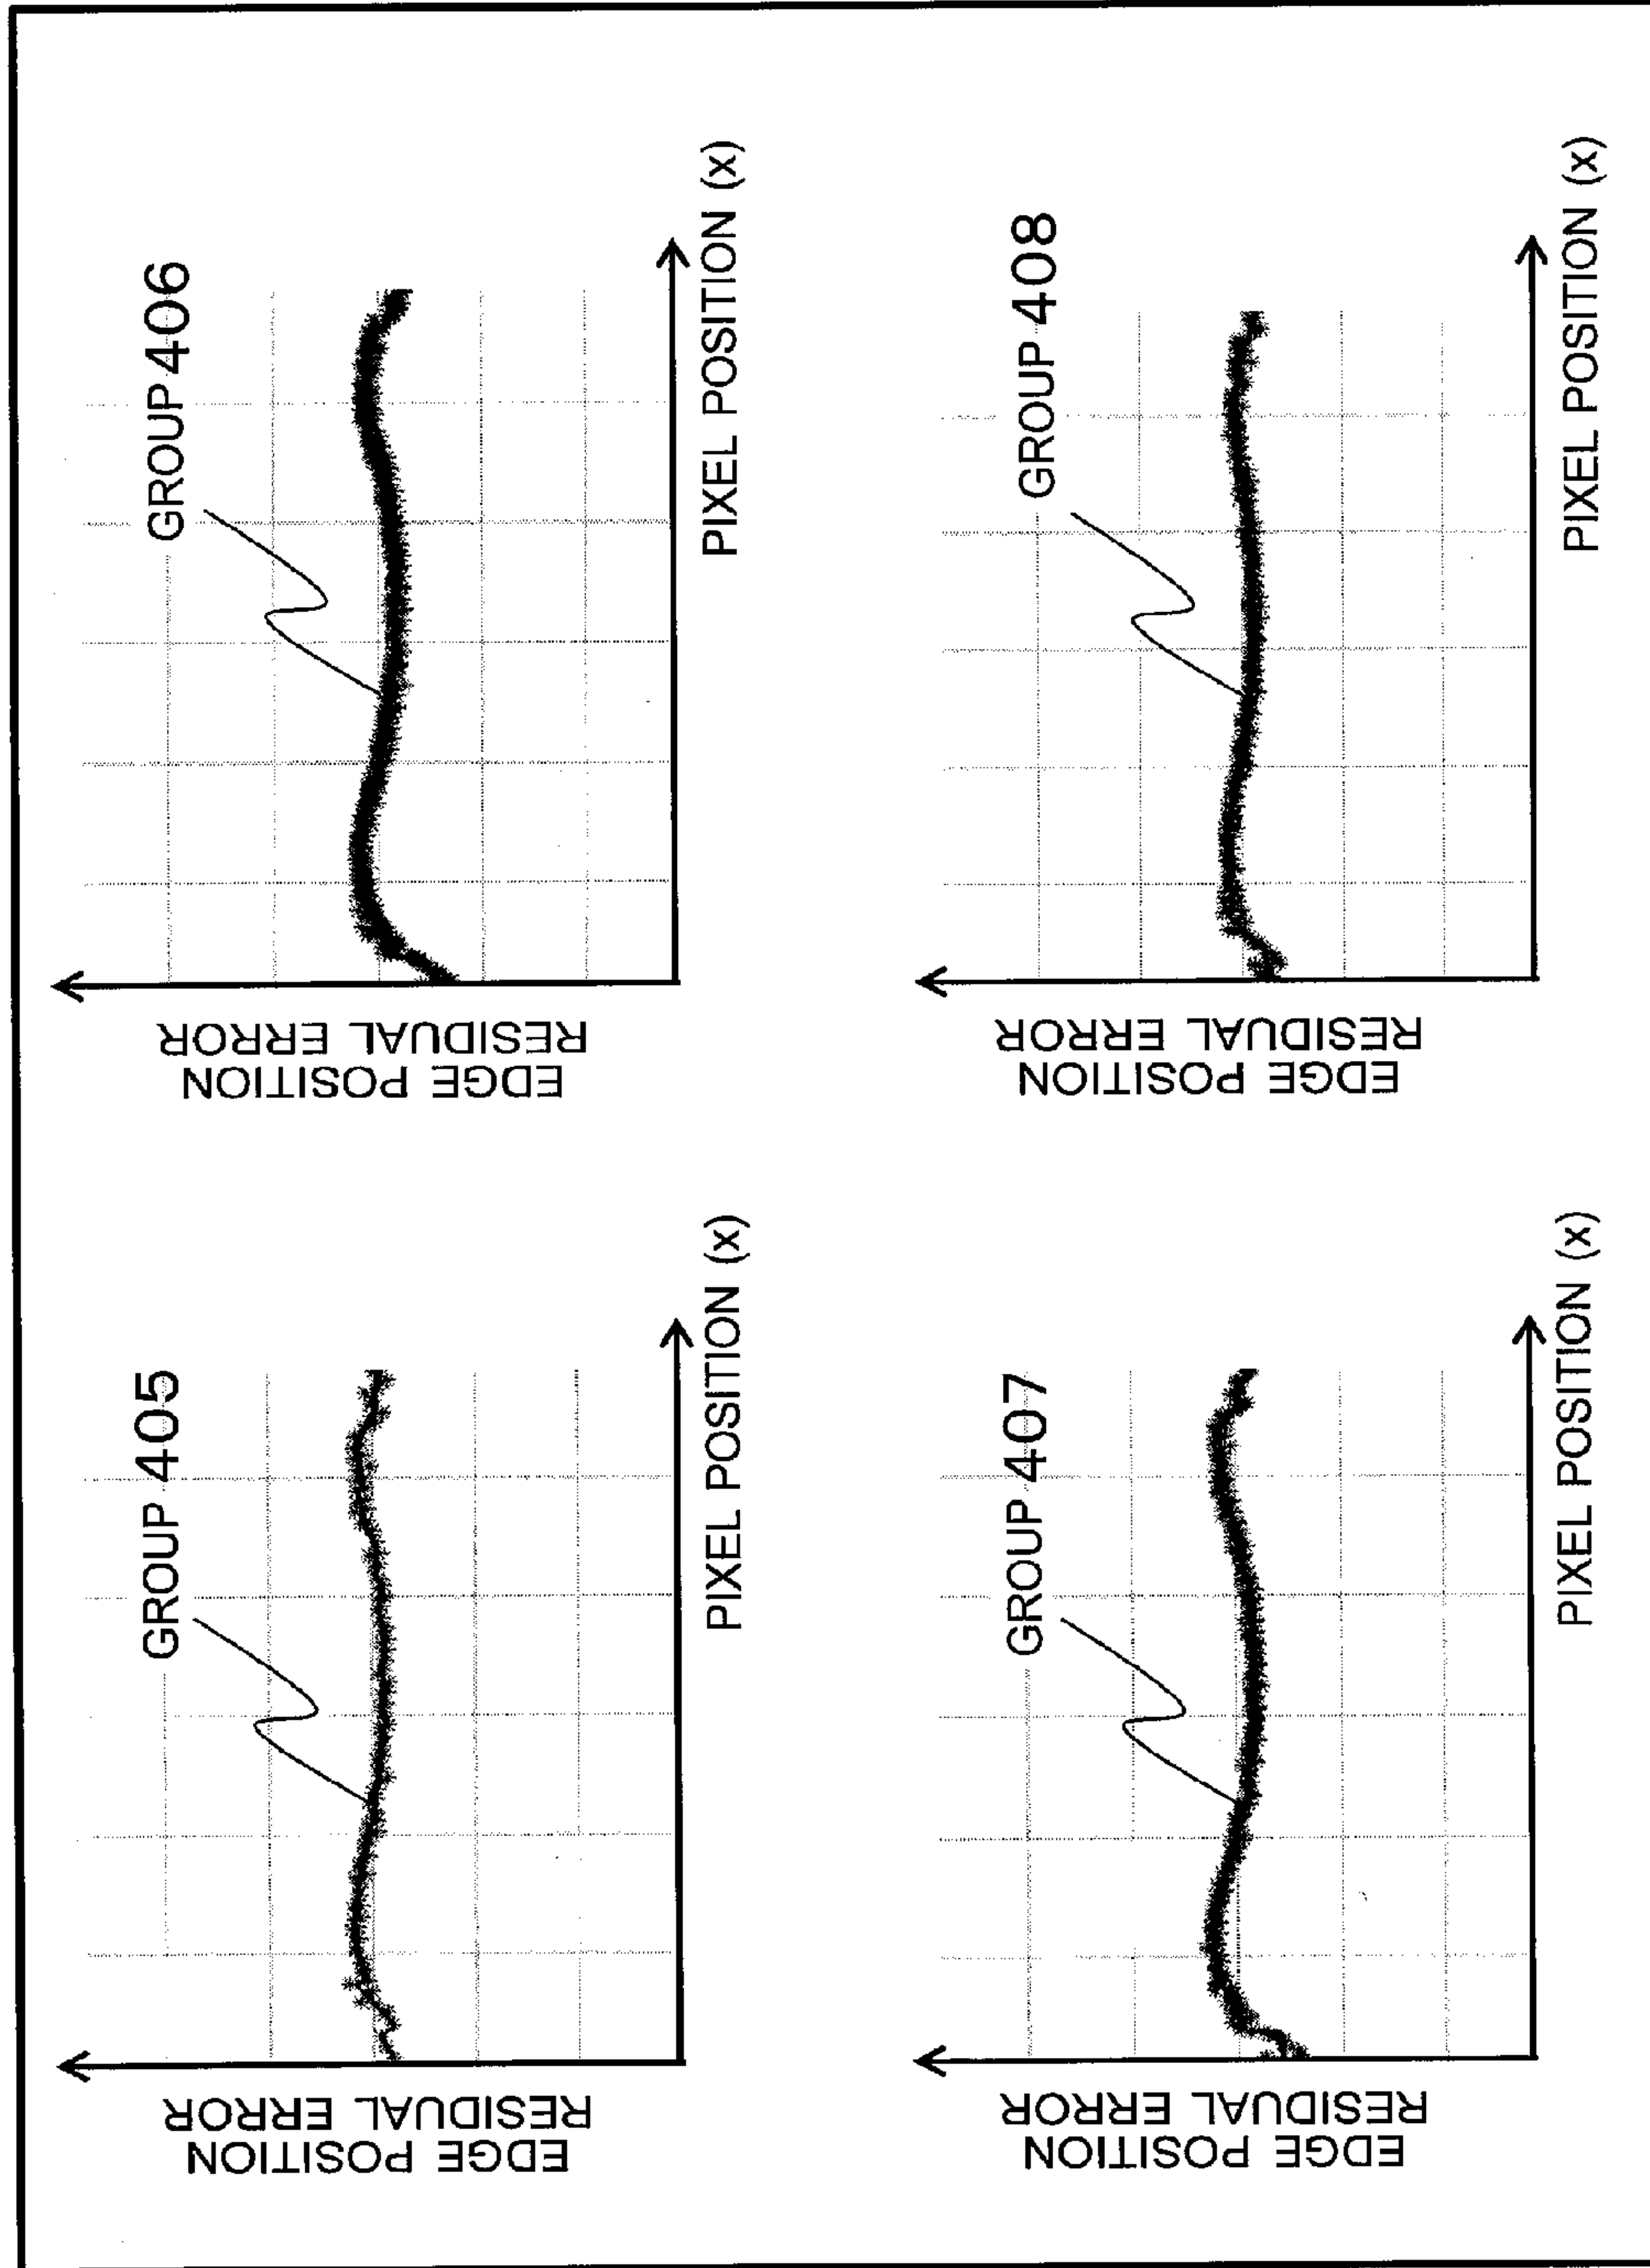 EDGE POSITION
RESIDUAL ERROR
GROUP 405
PIXEL POSITION (x)
EDGE POSITION
RESIDUAL ERROR
GROUP 406
PIXEL POSITION (x)
EDGE POSITION
RESIDUAL ERROR
GROUP 407
PIXEL POSITION (x)
EDGE POSITION
RESIDUAL ERROR
GROUP 408
PIXEL POSITION (x)